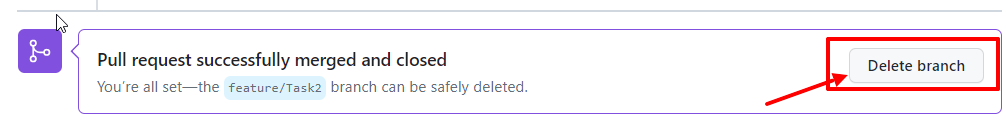 Pull request successfully merged and closed
Delete branch
You’re all set—the feature/Task2 branch can be safely deleted.